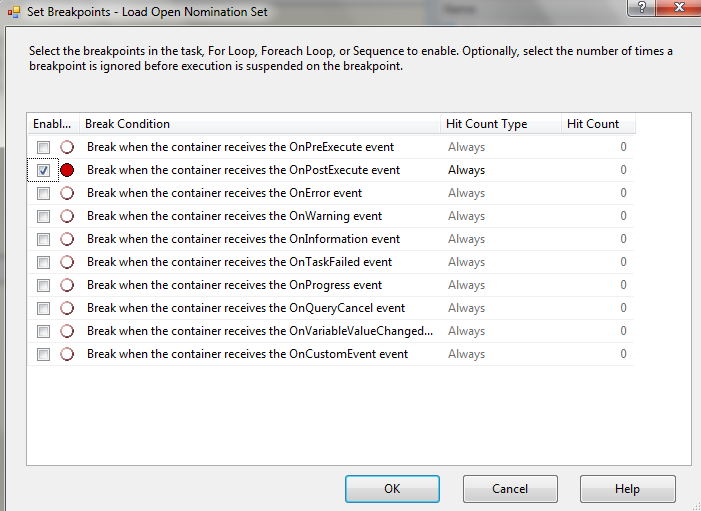 Set Breakpoints - Load Open Nomination Set
Select the breakpoints in the task, For Loop, Foreach Loop, or Sequence to enable. Optionally, select the number of times a
breakpoint is ignored before execution is suspended on the breakpoint.
Enabl... Break Condition Hit Count Type Hit Count
Break when the container receives the OnPreExecute event Always 0
Break when the container receives the OnPostExecute event Always 0
Break when the container receives the OnError event Always 0
Break when the container receives the OnWarning event Always 0
Break when the container receives the OnInformation event Always 0
Break when the container receives the OnTaskFailed event Always 0
Break when the container receives the OnProgress event Always 0
Break when the container receives the OnQueryCancel event Always 0
Break when the container receives the OnVariableValueChanged... Always 0
Break when the container receives the OnCustomEvent event Always 0
OK Cancel Help